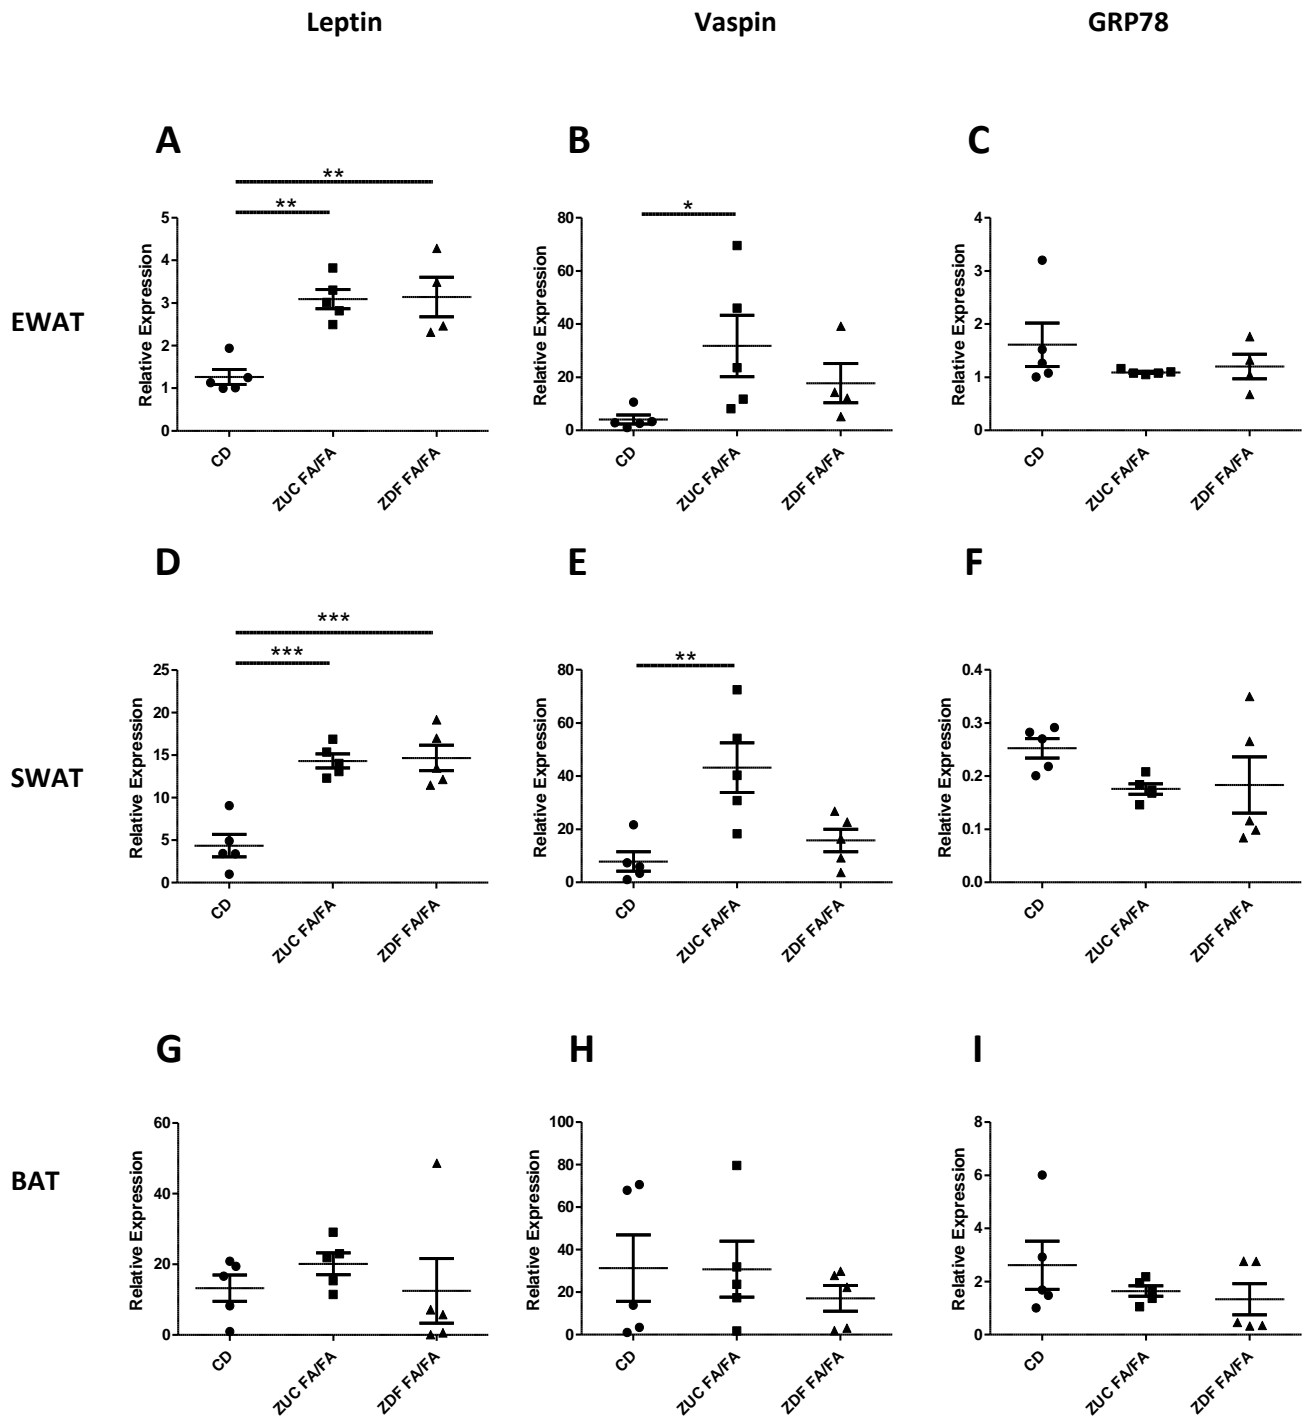 Leptin Vaspin GRP78
A B C
** * 
**
EWAT
Relative Expression
5
4
3
2
1
0
CD ZUC FA/FA ZDF FA/FA
Relative Expression
80
60
40
20
0
CD ZUC FA/FA ZDF FA/FA
Relative Expression
4
3
2
1
0
CD ZUC FA/FA ZDF FA/FA
D E F
*** **
***
SWAT
Relative Expression
25
20
15
10
5
0
CD ZUC FA/FA ZDF FA/FA
Relative Expression
80
60
40
20
0
CD ZUC FA/FA ZDF FA/FA
Relative Expression
0.4
0.3
0.2
0.1
0.0
CD ZUC FA/FA ZDF FA/FA
G H I
BAT
Relative Expression
60
40
20
0
CD ZUC FA/FA ZDF FA/FA
Relative Expression
100
80
60
40
20
0
CD ZUC FA/FA ZDF FA/FA
Relative Expression
8
6
4
2
0
CD ZUC FA/FA ZDF FA/FA